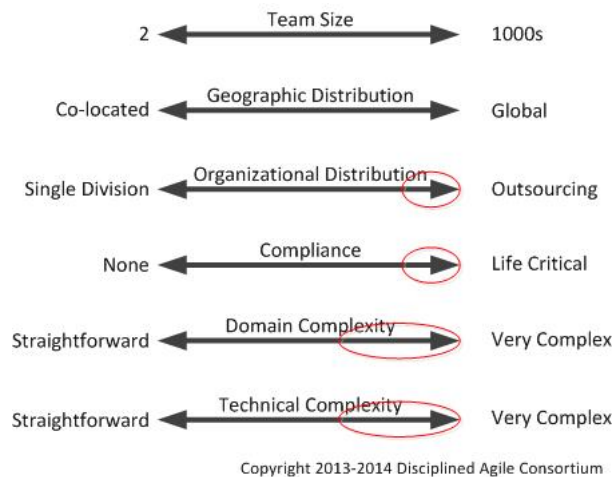 Team Size
2 1000s
Geographic Distribution
Co-located Global
Organizational Distribution
Single Division Outsourcing
Compliance
None Life Critical
Domain Complexity
Straightforward Very Complex
Technical Complexity
Straightforward Very Complex
Copyright 2013-2014 Disciplined Agile Consortium